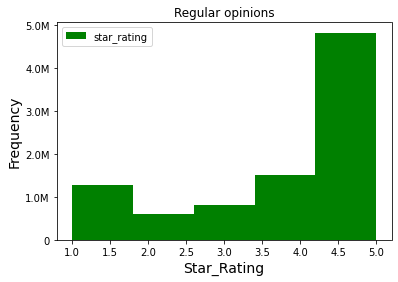 Regular opinions
star_rating
5.0M
4.0M
3.0M
2.0M
1.0M
0
Frequency
1.0 1.5 2.0 2.5 3.0 3.5 4.0 4.5 5.0
Star_Rating